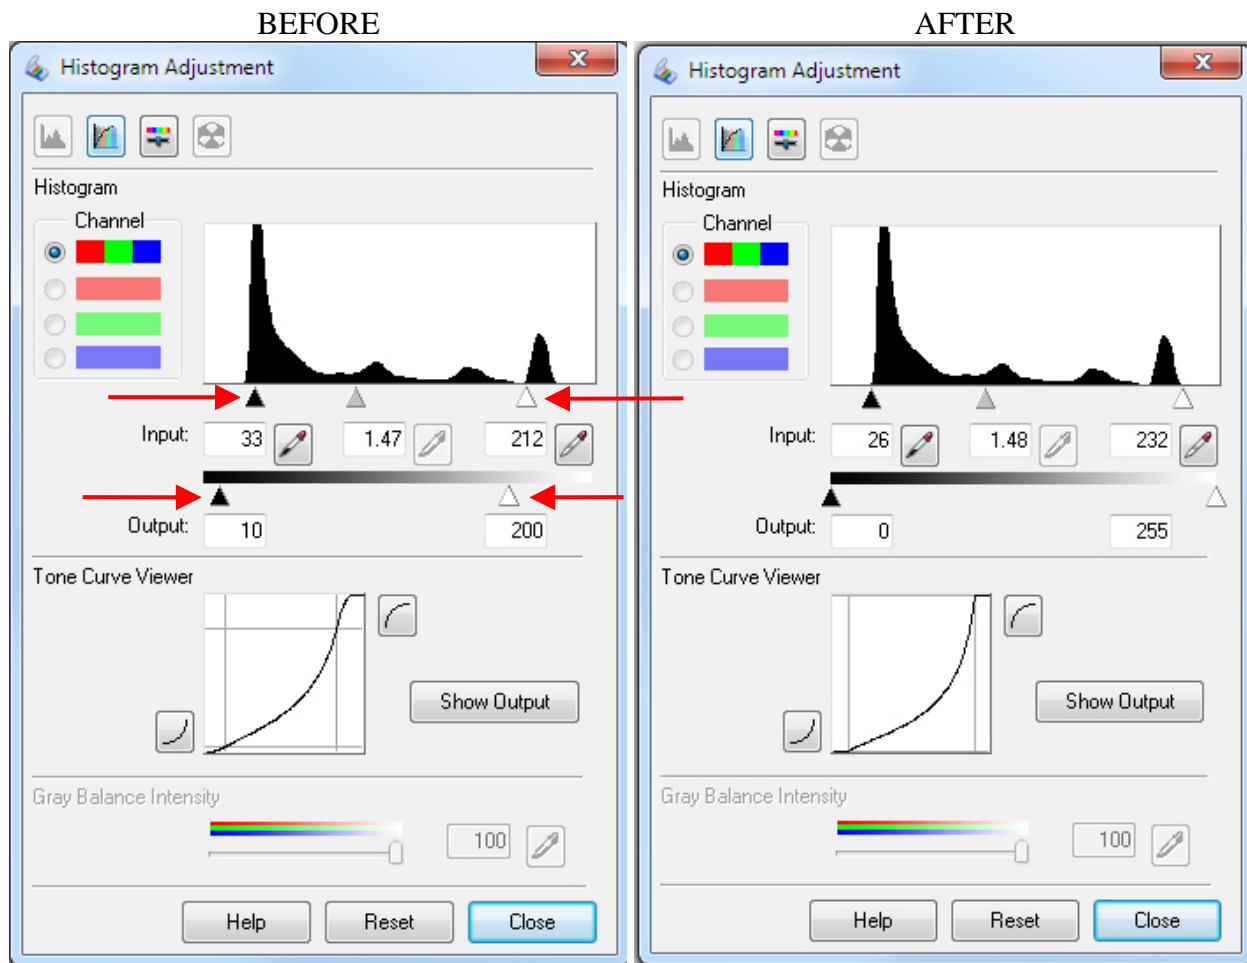 BEFORE
Histogram Adjustment
Histogram
Channel
Input: 33 1.47 212
Output: 10 200
Tone Curve Viewer
Show Output
Gray Balance Intensity
100
Help Reset Close
AFTER
Histogram Adjustment
Histogram
Channel
Input: 26 1.48 232
Output: 0 255
Tone Curve Viewer
Show Output
Gray Balance Intensity
100
Help Reset Close